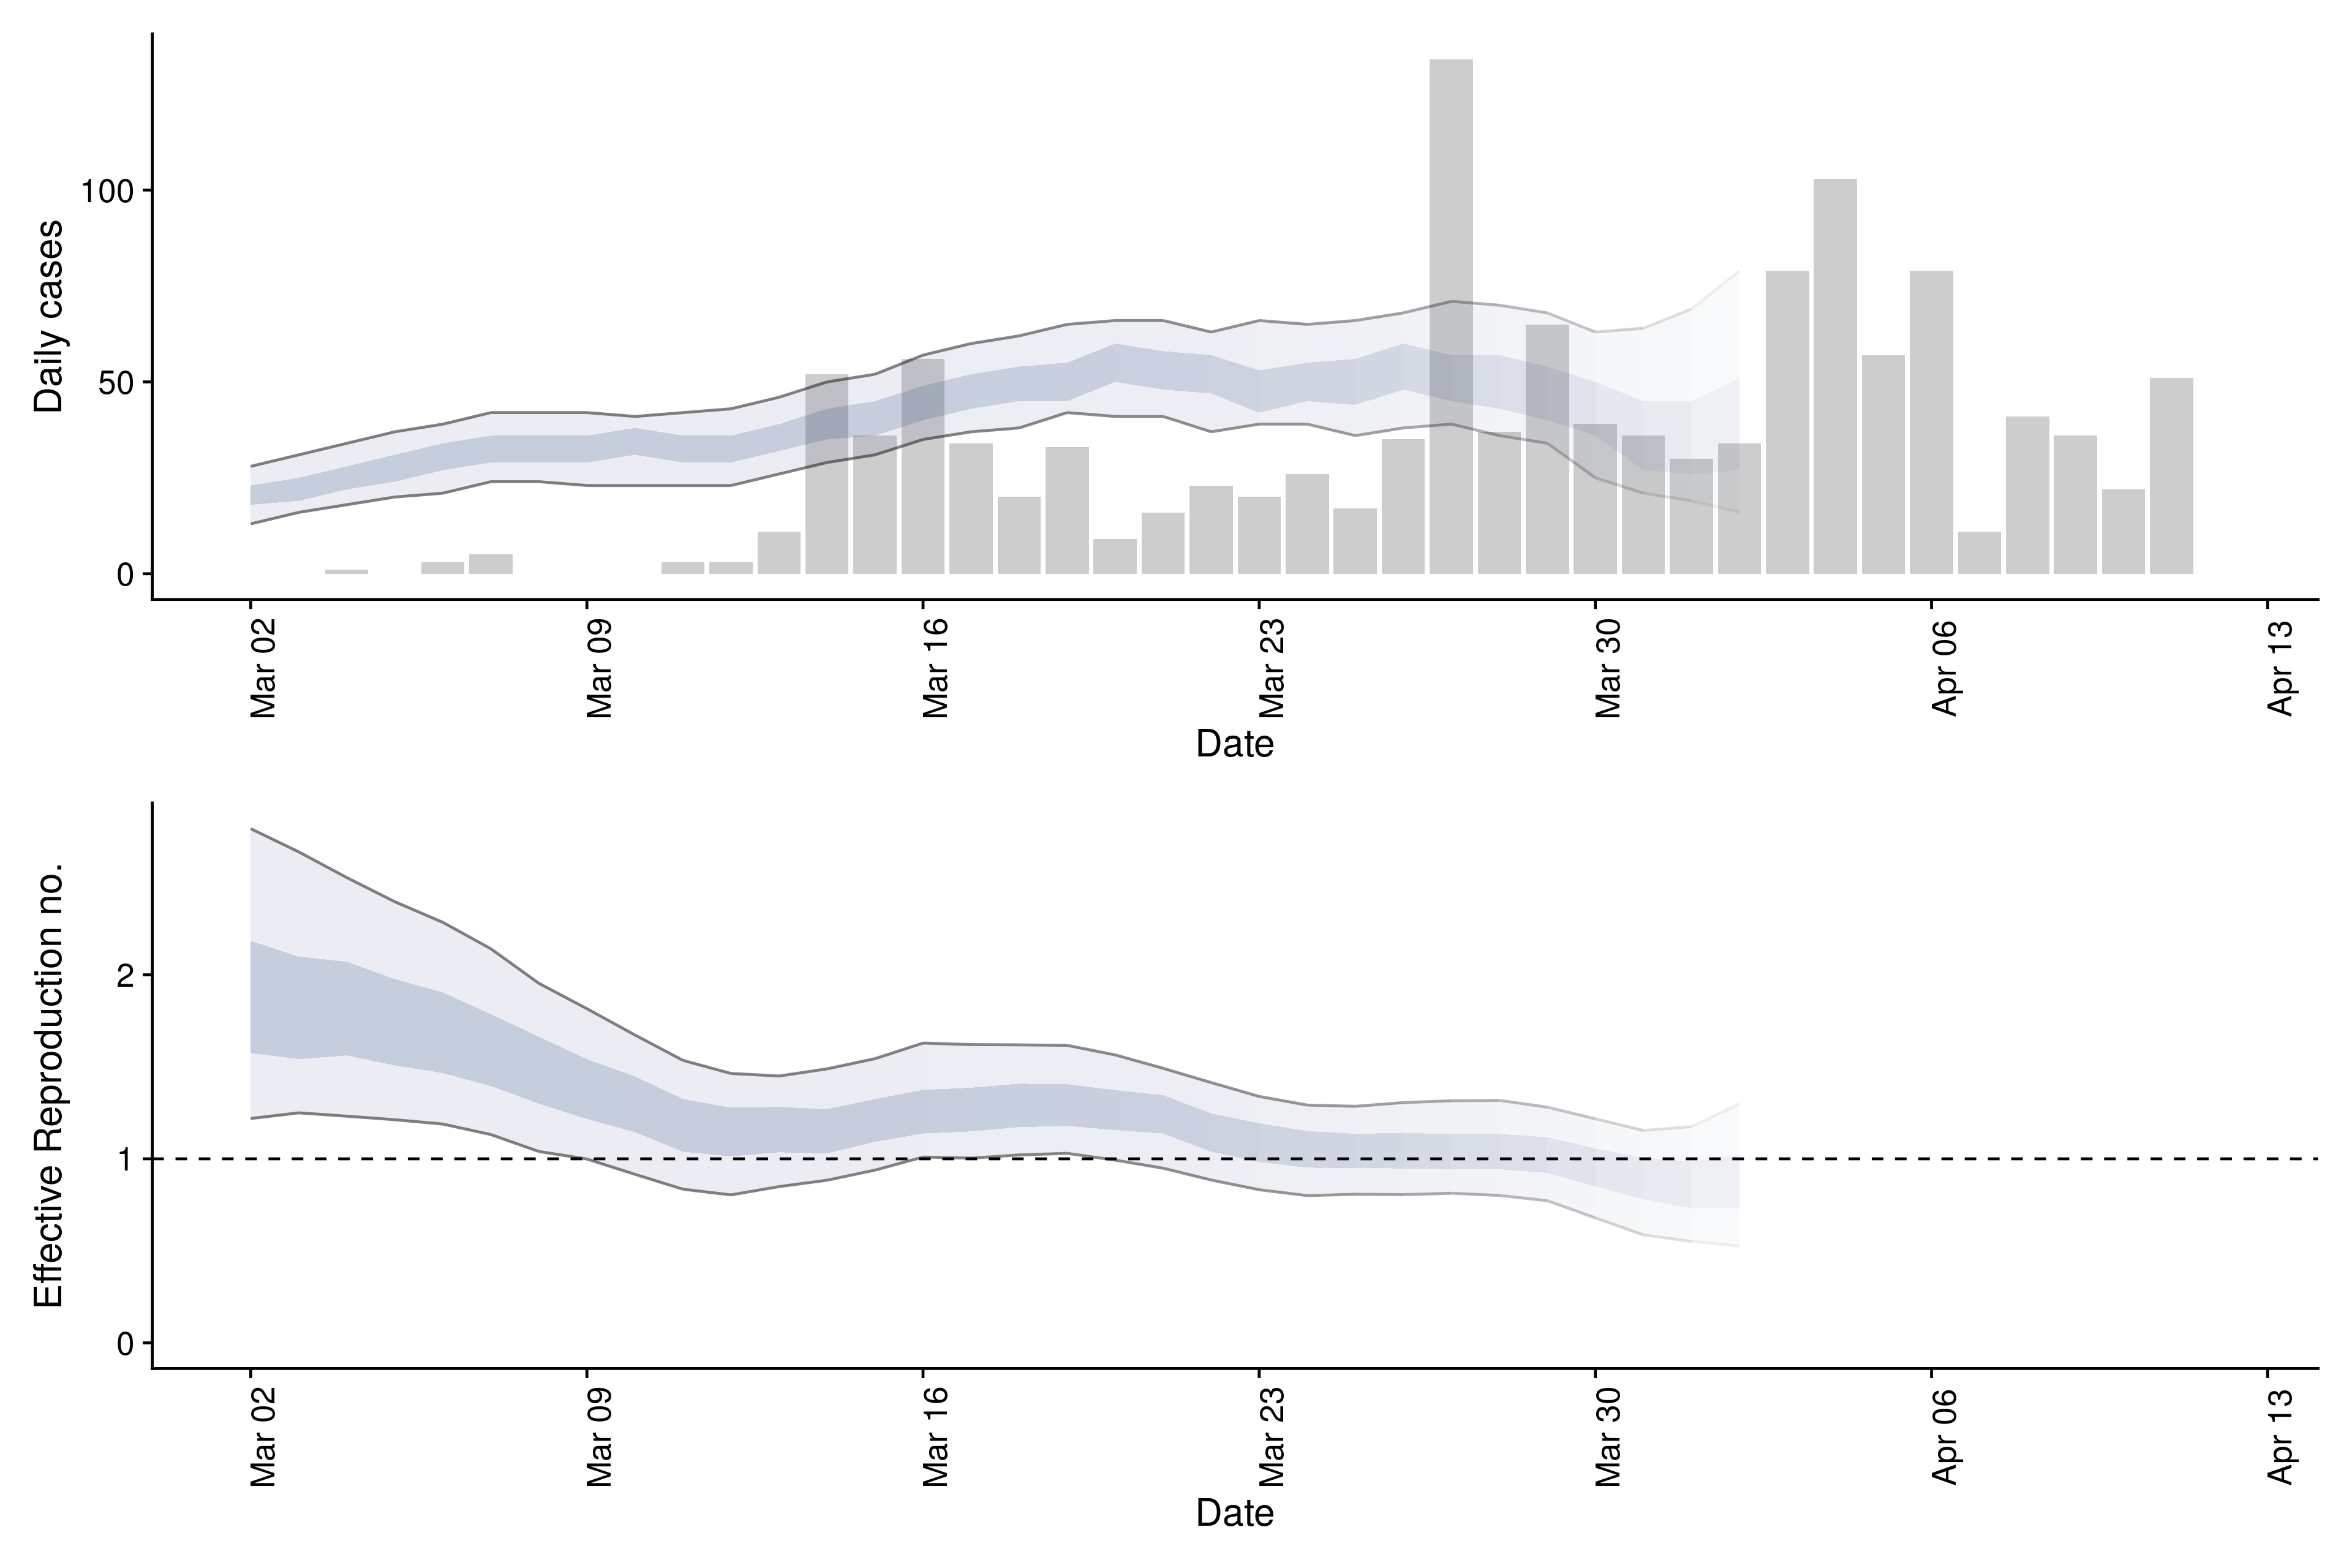 Daily cases
100
50
0
Mar 02
Mar 09
Mar 16
Mar 23
Mar 30
Apr 06
Apr 13
Date
Effective Reproduction no.
2
1
0
Mar 02
Mar 09
Mar 16
Mar 23
Mar 30
Apr 06
Apr 13
Date